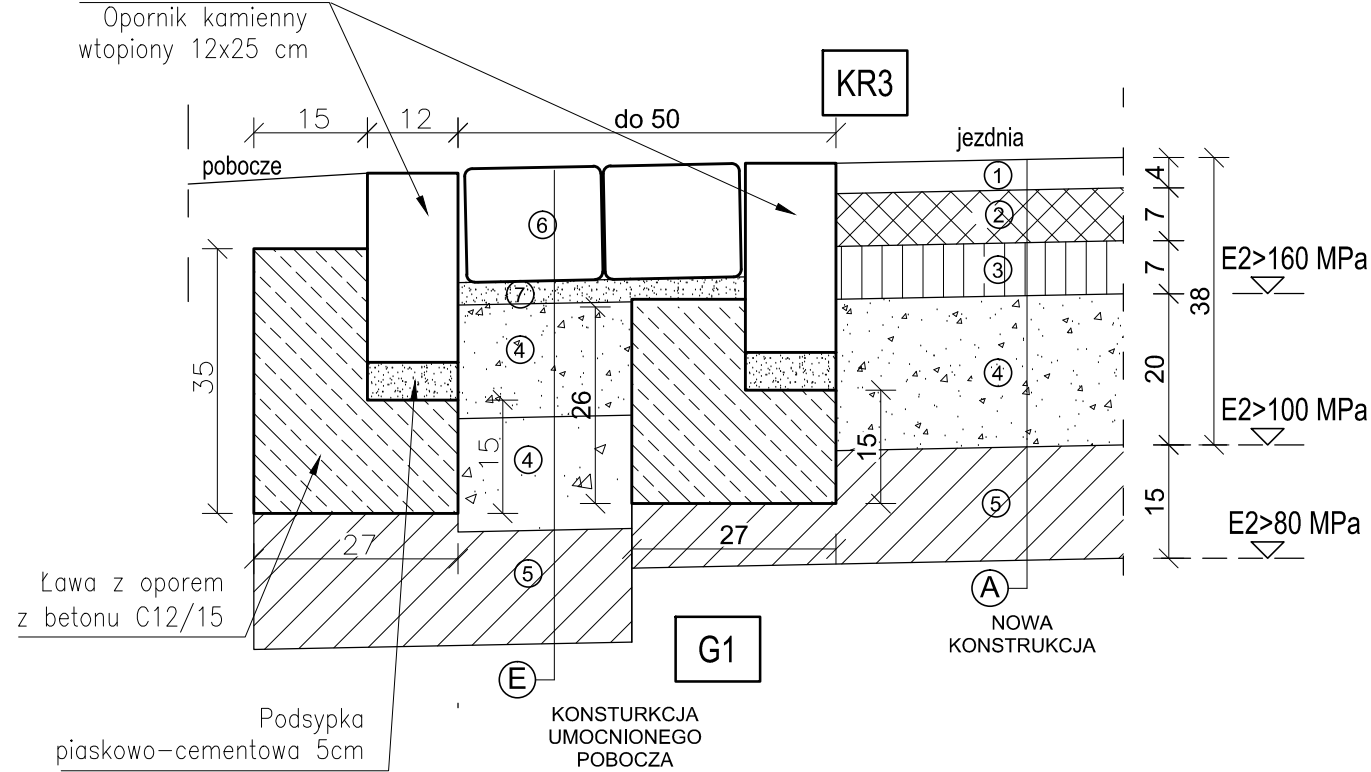 Opornik kamienny
wtopiony 12x25 cm
KR3
15
12
do 50
jezdnia
pobocze
1
4
2
7
6
3
7
E2>160 MPa
38
7
4
4
20
35
26
E2>100 MPa
15
4
15
5
15
E2>80 MPa
27
27
5
Ława z oporem
z betonu C12/15
A
NOWA
KONSTRUKCJA
G1
E
KONSTURKCJA
UMOCNIONEGO
POBOCZA
Podsypka
piaskowo-cementowa 5cm